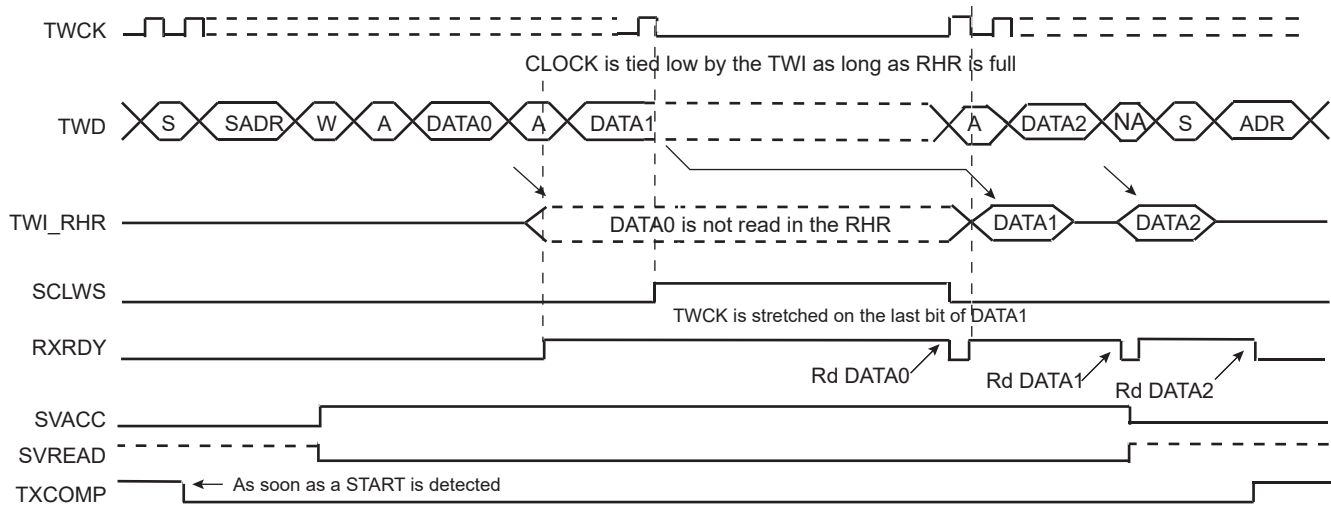 TWCK
CLOCK is tied low by the TWI as long as RHR is full
TWD S SADR W A DATA0 A DATA1 A DATA2 NA S ADR
TWI_RHR DATA0 is not read in the RHR DATA1 DATA2
SCLWS
TWCK is stretched on the last bit of DATA1
RXRDY
Rd DATA0 Rd DATA1 Rd DATA2
SVACC
SVREAD
TXCOMP As soon as a START is detected